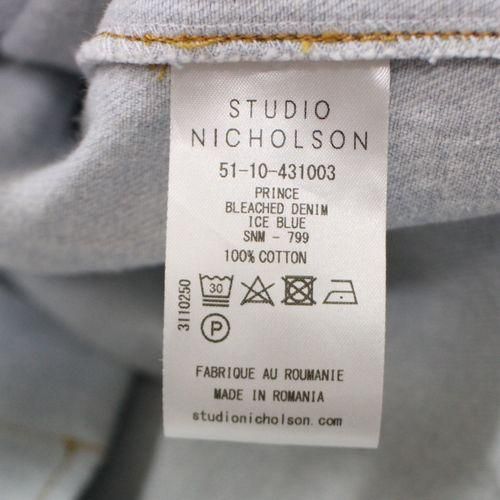 STUDIO
NICHOLSON
51-10-431003
PRINCE
BLEACHED DENIM
ICE BLUE
SNM - 799
100% COTTON
3110250
30
P
FABRIQUE AU ROUMANIE
MADE IN ROMANIA
studionicholson.com